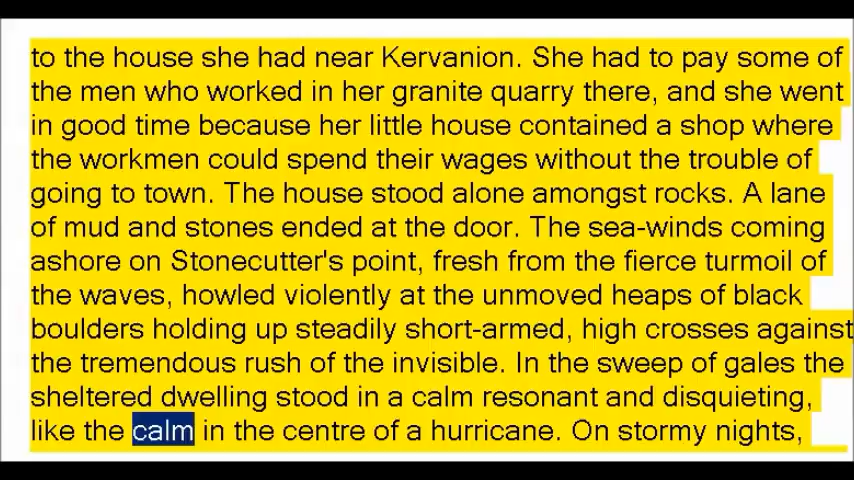 to the house she had near Kervanion. She had to pay some of
the men who worked in her granite quarry there, and she went
in good time because her little house contained a shop where
the workmen could spend their wages without the trouble of
going to town. The house stood alone amongst rocks. A lane
of mud and stones ended at the door. The sea-winds coming
ashore on Stonecutter's point, fresh from the fierce turmoil of
the waves, howled violently at the unmoved heaps of black
boulders holding up steadily short-armed, high crosses against
the tremendous rush of the invisible. In the sweep of gales the
sheltered dwelling stood in a calm resonant and disquieting,
like the calm in the centre of a hurricane. On stormy nights,